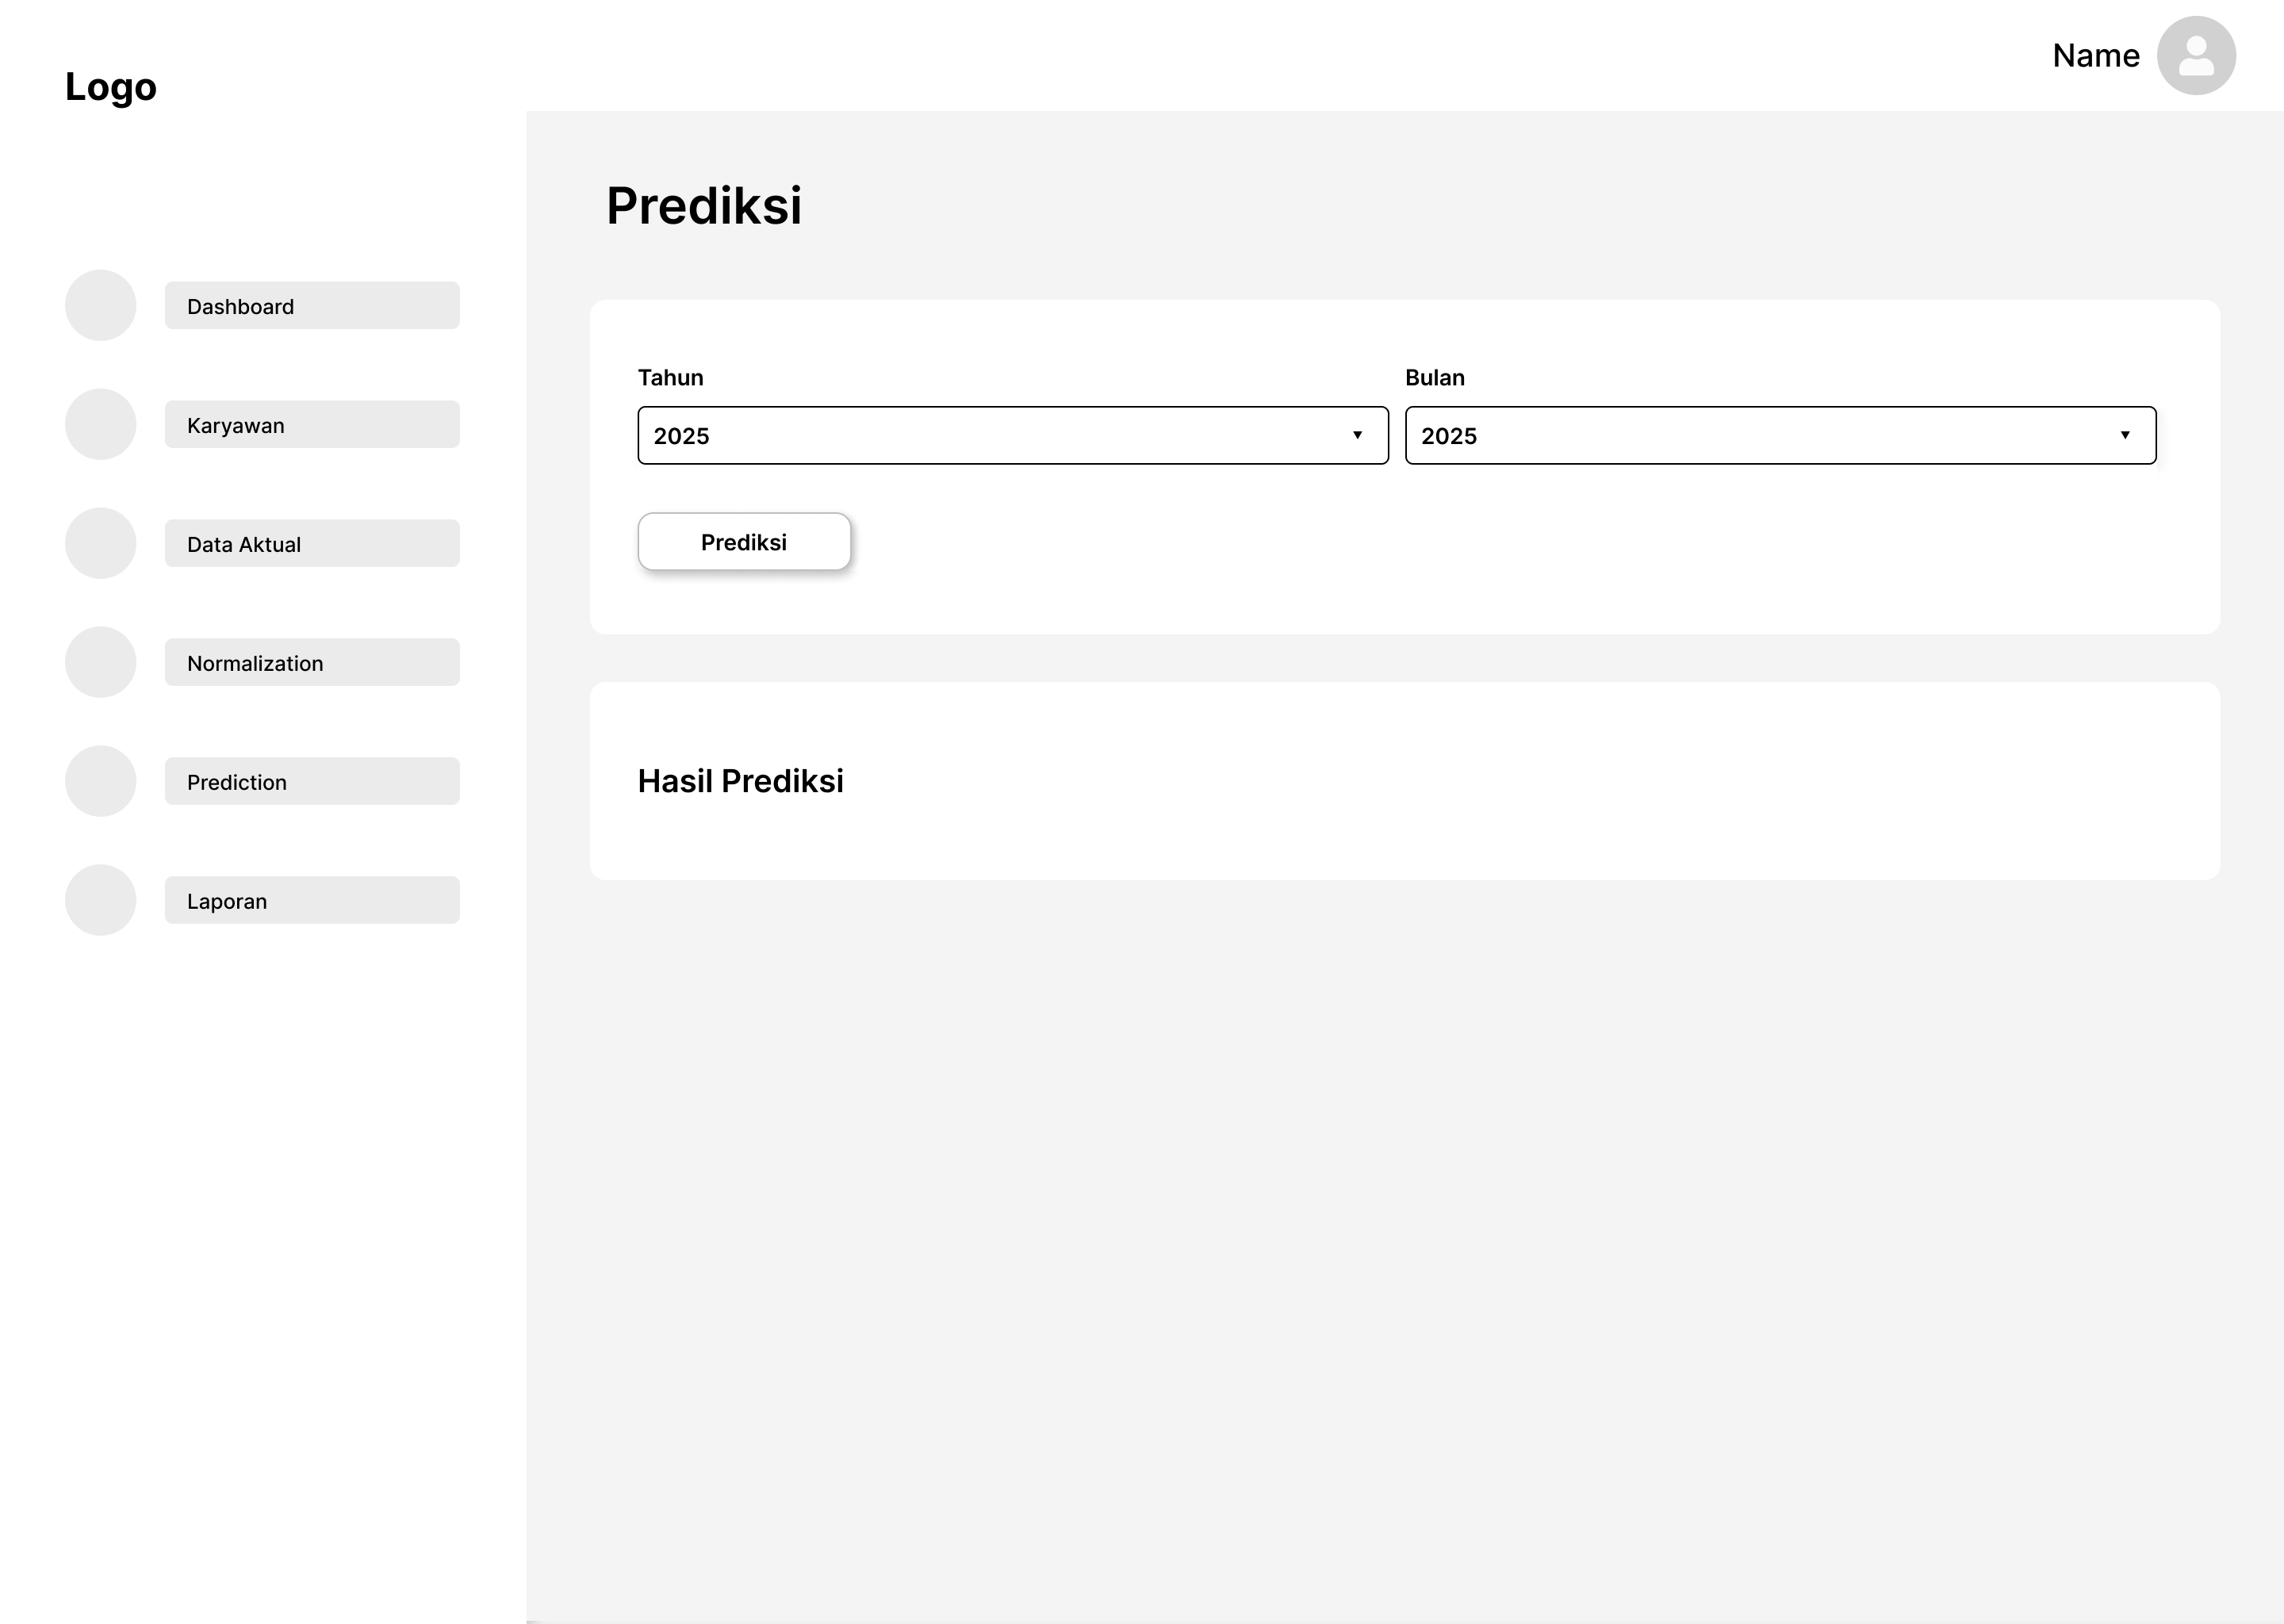 Logo
Name
Dashboard
Karyawan
Data Aktual
Normalization
Prediction
Laporan
Prediksi
Tahun
Bulan
2025
2025
Prediksi
Hasil Prediksi